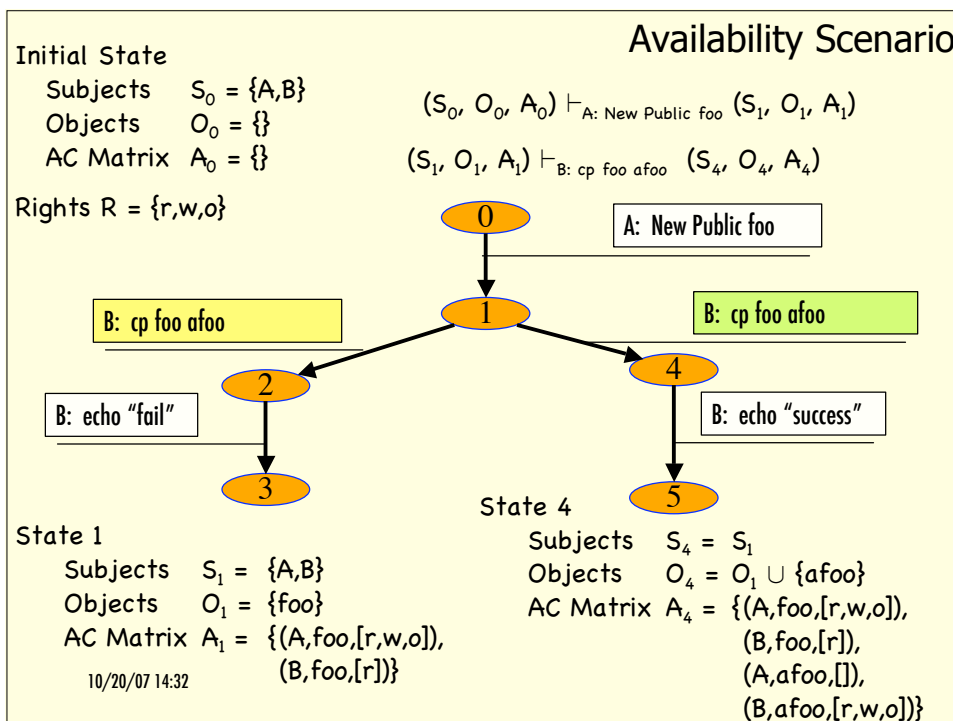 Availability Scenario
Initial State
Subjects S₀ = {A,B}
Objects O₀ = {}
AC Matrix A₀ = {}
Rights R = {r,w,o}
(S₀, O₀, A₀) ⊢A: New Public foo (S₁, O₁, A₁)
(S₁, O₁, A₁) ⊢B: cp foo afoo (S₄, O₄, A₄)
0
A: New Public foo
1
B: cp foo afoo
B: cp foo afoo
2
4
B: echo “fail”
B: echo “success”
3
5
State 1
Subjects S₁ = {A,B}
Objects O₁ = {foo}
AC Matrix A₁ = {(A,foo,[r,w,o]),
(B,foo,[r])}
State 4
Subjects S₄ = S₁
Objects O₄ = O₁ ∪ {afoo}
AC Matrix A₄ = {(A,foo,[r,w,o]),
(B,foo,[r]),
(A,afoo,[]),
(B,afoo,[r,w,o])}
10/20/07 14:32